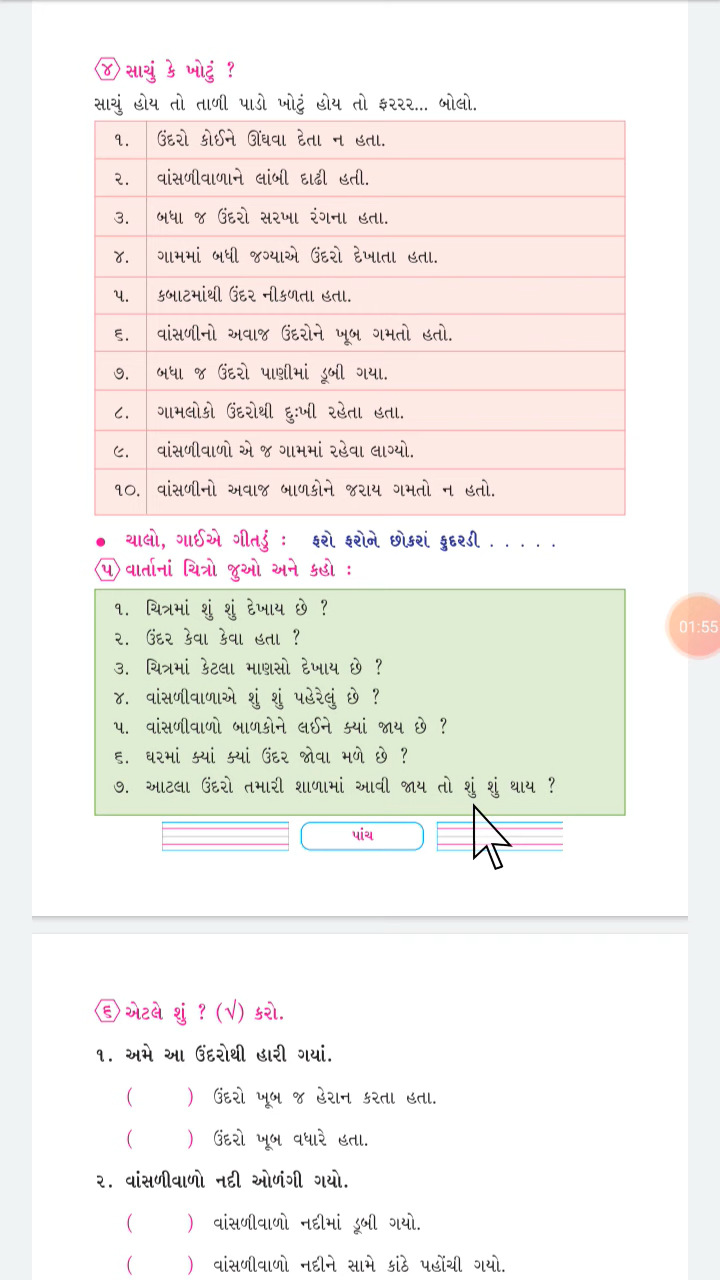 ૪ સાચું કે ખોટું ?
સાચું હોય તો તાળી પાડો ખોટું હોય તો ફરરર... બોલો.
૧. ઉંદરો કોઈને ઊંઘવા દેતા ન હતા.
૨. વાંસળીવાળાને લાંબી દાઢી હતી.
૩. બધા જ ઉંદરો સરખા રંગના હતા.
૪. ગામમાં બધી જગ્યાએ ઉંદરો દેખાતા હતા.
૫. કબાટમાંથી ઉંદર નીકળતા હતા.
૬. વાંસળીનો અવાજ ઉંદરોને ખૂબ ગમતો હતો.
૭. બધા જ ઉંદરો પાણીમાં ડૂબી ગયા.
૮. ગામલોકો ઉંદરોથી દુઃખી રહેતા હતા.
૯. વાંસળીવાળો એ જ ગામમાં રહેવા લાગ્યો.
૧૦. વાંસળીનો અવાજ બાળકોને જરાય ગમતો ન હતો.
● ચાલો, ગાઈએ ગીતડું : ફરો ફરોને છોકરાં કુદરડી . . . . .
૫ વાર્તાનાં ચિત્રો જુઓ અને કહો :
૧. ચિત્રમાં શું શું દેખાય છે ?
૨. ઉંદર કેવા કેવા હતા ?
૩. ચિત્રમાં કેટલા માણસો દેખાય છે ?
૪. વાંસળીવાળાએ શું શું પહેરેલું છે ?
૫. વાંસળીવાળો બાળકોને લઈને ક્યાં જાય છે ?
૬. ઘરમાં ક્યાં ક્યાં ઉંદર જોવા મળે છે ?
૭. આટલા ઉંદરો તમારી શાળામાં આવી જાય તો શું શું થાય ?
01:55
પાંચ
૬ એટલે શું ? (√) કરો.
૧. અમે આ ઉંદરોથી હારી ગયાં.
( ) ઉંદરો ખૂબ જ હેરાન કરતા હતા.
( ) ઉંદરો ખૂબ વધારે હતા.
૨. વાંસળીવાળો નદી ઓળંગી ગયો.
( ) વાંસળીવાળો નદીમાં ડૂબી ગયો.
( ) વાંસળીવાળો નદીને સામે કાંઠે પહોંચી ગયો.